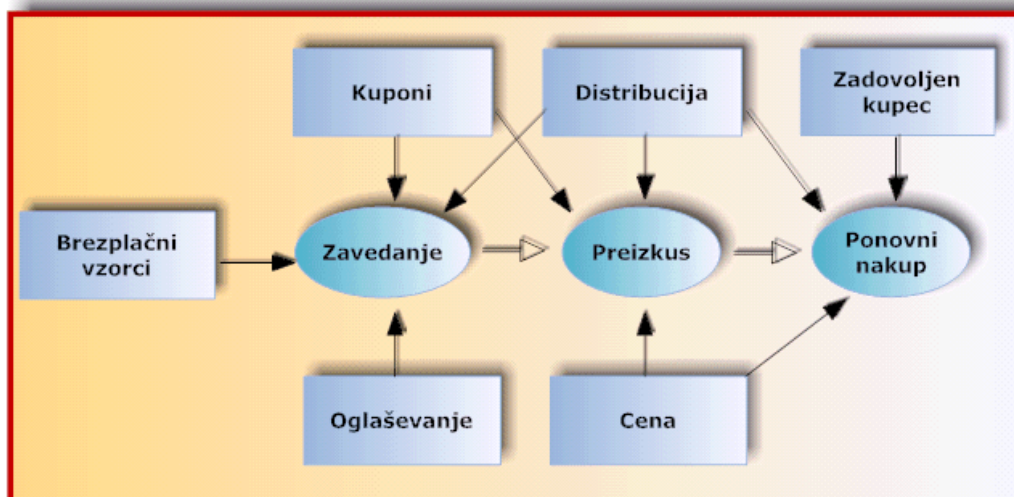 Kuponi
Distribucija
Zadovoljen
kupec
Brezplačni
vzorci
Zavedanje
Preizkus
Ponovni
nakup
Oglaševanje
Cena